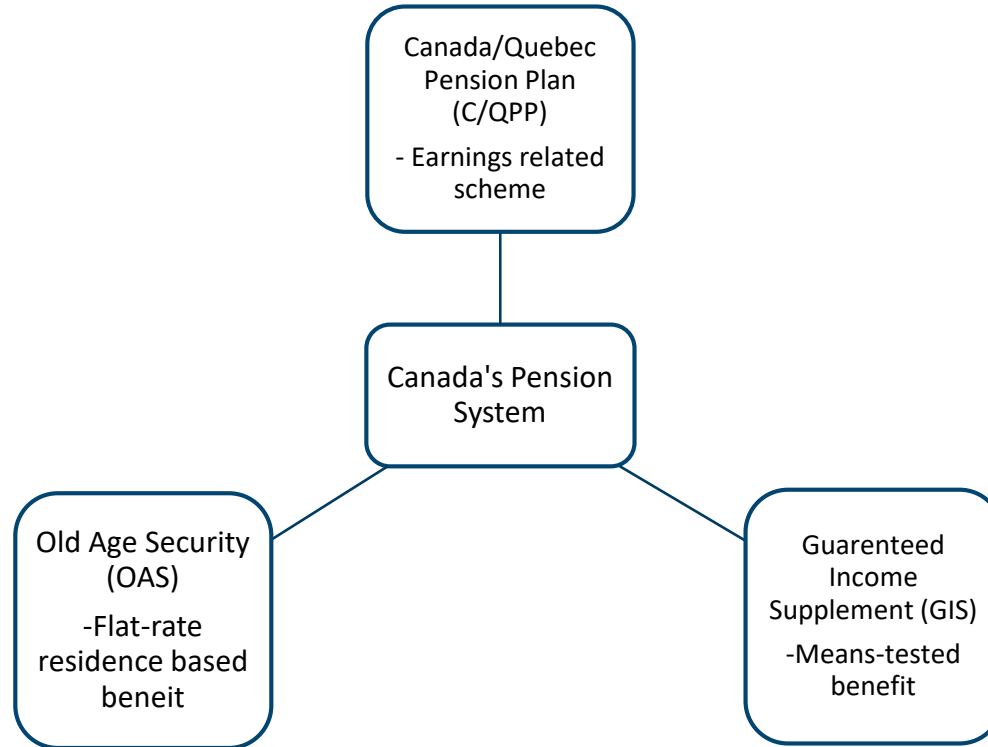 Canada/Quebec
Pension Plan
(C/QPP)
- Earnings related
scheme
Canada's Pension
System
Old Age Security
(OAS)
-Flat-rate
residence based
beneit
Guarenteed
Income
Supplement (GIS)
-Means-tested
benefit